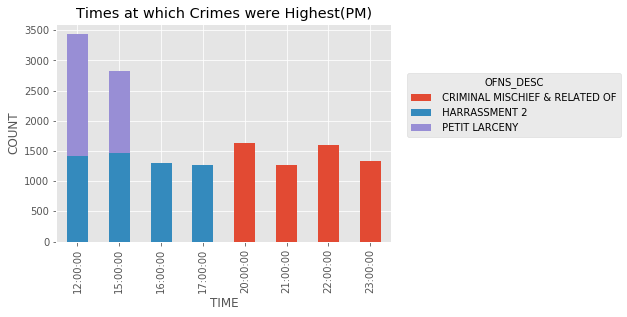 Times at which Crimes were Highest(PM)
3500
3000
2500
2000
1500
1000
500
0
COUNT
12:00:00
15:00:00
16:00:00
17:00:00
20:00:00
21:00:00
22:00:00
23:00:00
TIME
OFNS_DESC
CRIMINAL MISCHIEF & RELATED OF
HARRASSMENT 2
PETIT LARCENY